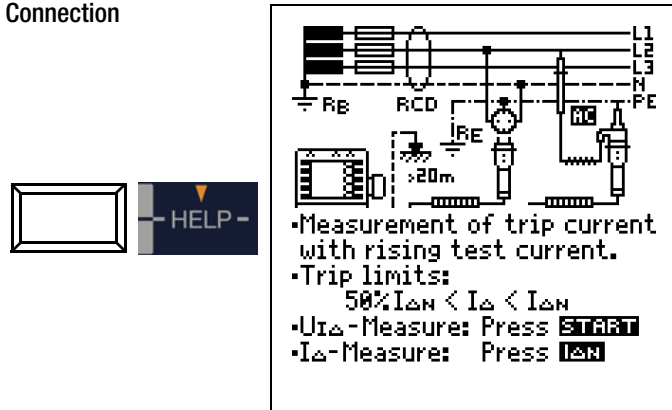 Connection
L1
L2
L3
N
PE
RB
RCD
RE
AC
>20m
HELP
▪Measurement of trip current
with rising test current.
▪Trip limits:
50%IΔN < IΔ < IΔN
▪UIΔ-Measure: Press START
▪IΔ-Measure: Press IΔN